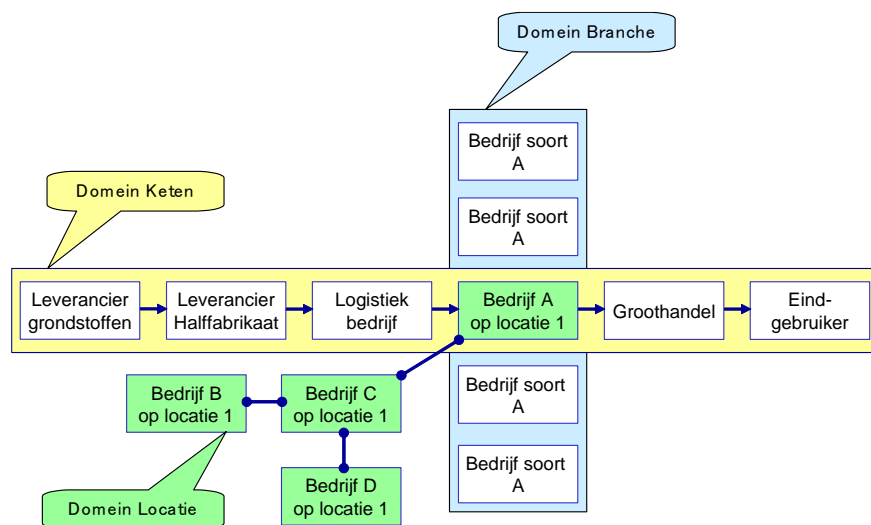 Domein Branche
Bedrijf soort
A
Domein Keten
Bedrijf soort
A
Leverancier
grondstoffen
Leverancier
Halffabrikaat
Logistiek
bedrijf
Bedrijf A
op locatie 1
Groothandel
Eind-
gebruiker
Bedrijf B
op locatie 1
Bedrijf C
op locatie 1
Bedrijf soort
A
Bedrijf D
op locatie 1
Bedrijf soort
A
Domein Locatie